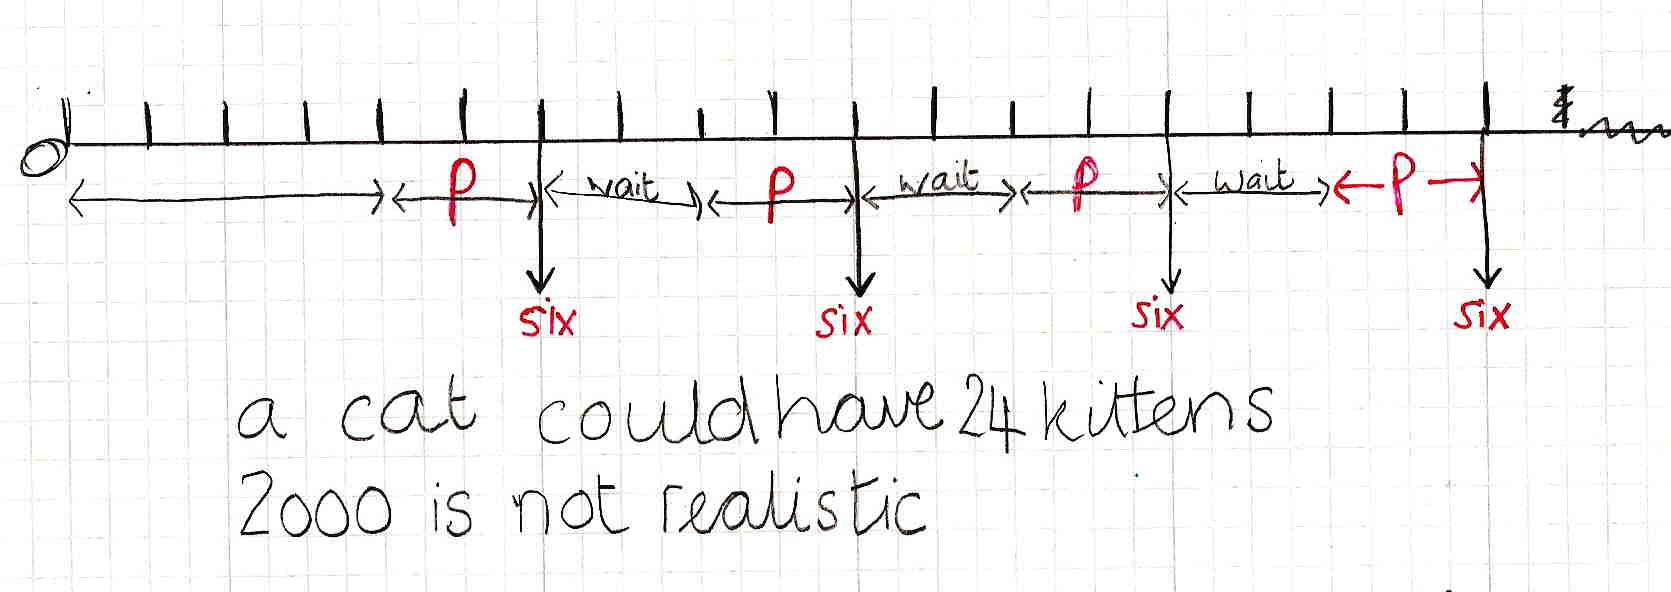 0
P wait P wait P wait P
six six six six
a cat could have 24 kittens
2000 is not realistic